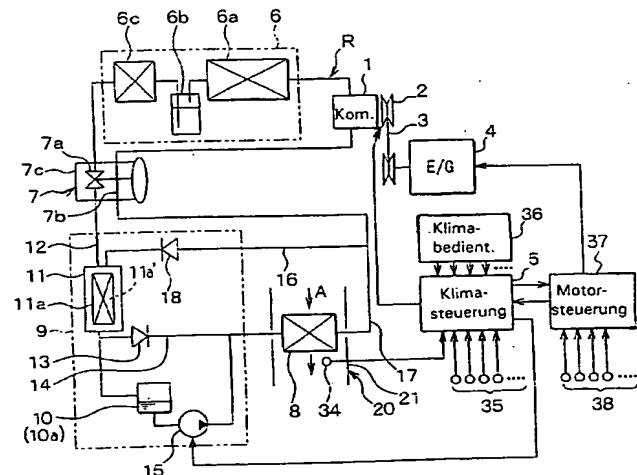 6c
6b
6a
6
R
1
2
Kom.
3
4
E/G
7a
7c
7
7b
12
11
11a'
11a
9
18
16
36
Klima-
bedient.
5
37
A
Klima-
steuerung
Motor-
steuerung
13
14
8
17
34
21
20
35
38
10
(10a)
15